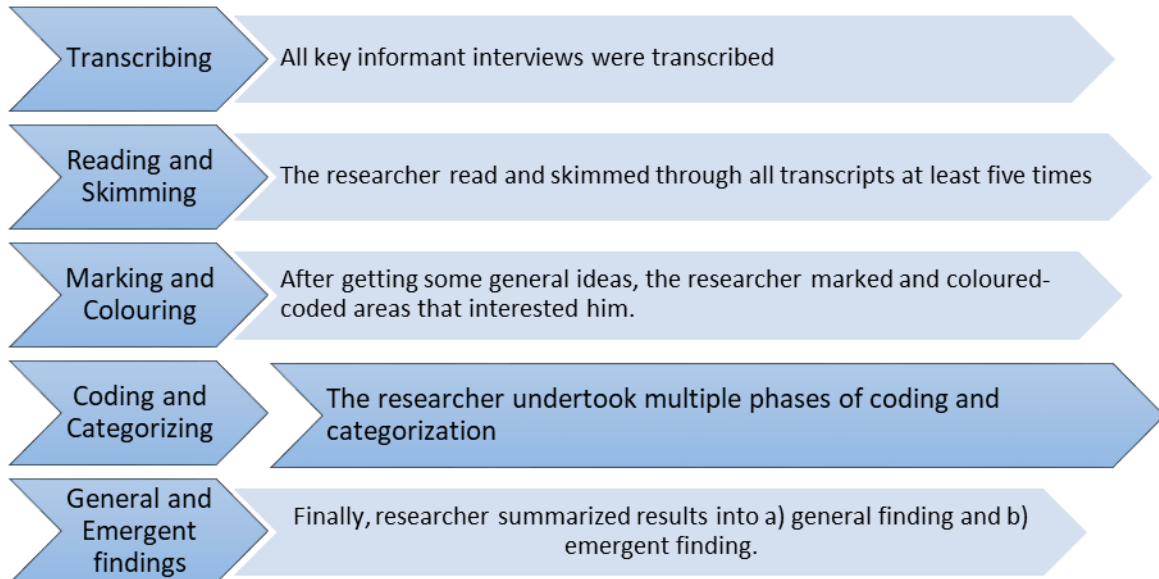 Transcribing
All key informant interviews were transcribed
Reading and
Skimming
The researcher read and skimmed through all transcripts at least five times
Marking and
Colouring
After getting some general ideas, the researcher marked and coloured-
coded areas that interested him.
Coding and
Categorizing
The researcher undertook multiple phases of coding and
categorization
General and
Emergent
findings
Finally, researcher summarized results into a) general finding and b)
emergent finding.